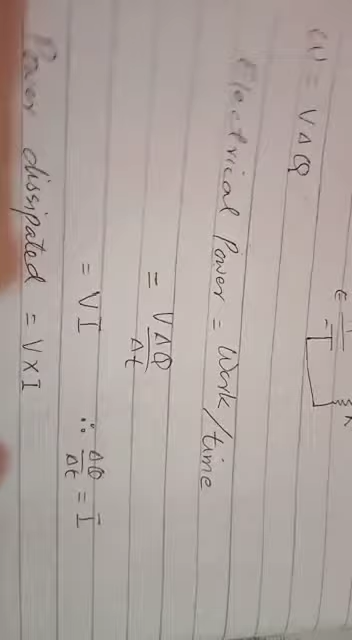 W = VΔQ
Electrical Power = Work/time
= VΔQ/Δt
= VI ∴ ΔQ/Δt = I
Power dissipated = V×I